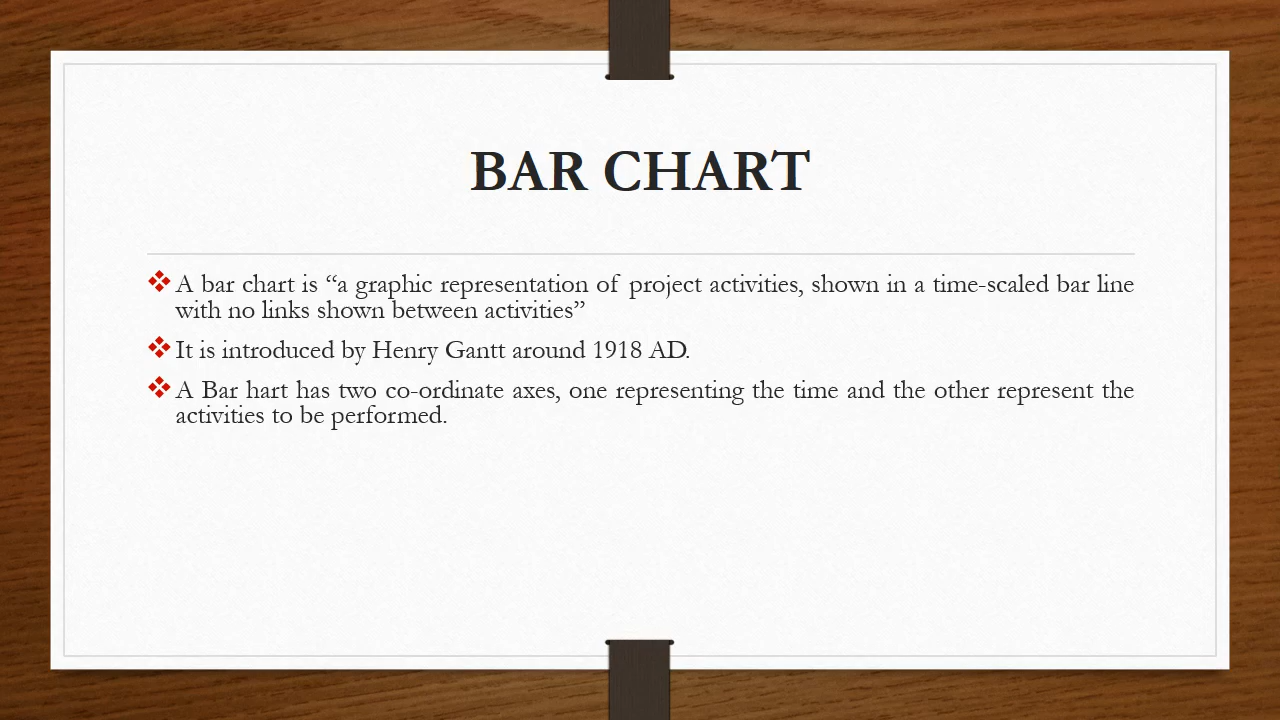 BAR CHART
A bar chart is “a graphic representation of project activities, shown in a time-scaled bar line
with no links shown between activities”
It is introduced by Henry Gantt around 1918 AD.
A Bar hart has two co-ordinate axes, one representing the time and the other represent the
activities to be performed.